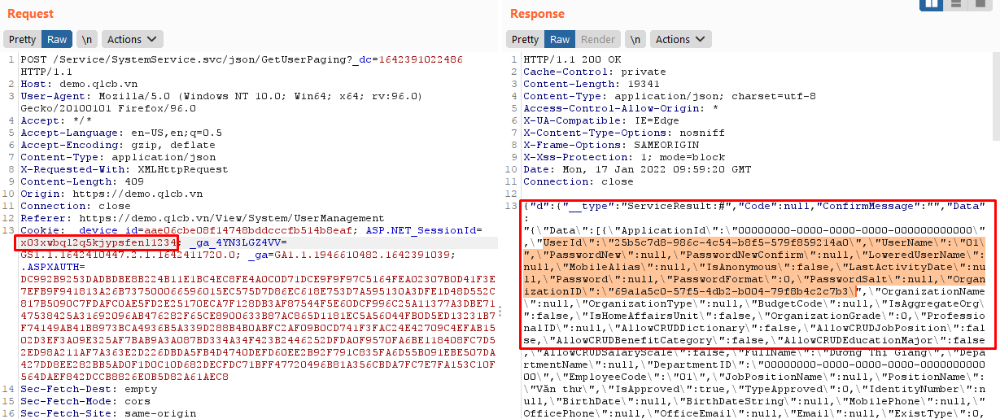 Request
Pretty Raw \n Actions
1 POST /Service/SystemService.svc/json/GetUserPaging?_dc=1642391022486
HTTP/1.1
2 Host: demo.qlcb.vn
3 User-Agent: Mozilla/5.0 (Windows NT 10.0; Win64; x64; rv:96.0)
Gecko/20100101 Firefox/96.0
4 Accept: */*
5 Accept-Language: en-US,en;q=0.5
6 Accept-Encoding: gzip, deflate
7 Content-Type: application/json
8 X-Requested-With: XMLHttpRequest
9 Content-Length: 409
10 Origin: https://demo.qlcb.vn
11 Connection: close
12 Referer: https://demo.qlcb.vn/View/System/UserManagement
13 Cookie: _device_id=aae06cbe08f14748bddcccfb514b8eaf; ASP.NET_SessionId=
x03xwbql2q5kjypsfenl1234; _ga_4YN3LGZ4VV=
GS1.1.1642410447.2.1.1642411720.0; _ga=GA1.1.1946610482.1642391039;
.ASPXAUTH=
DC992B9253DADBDBE8B224B11E1BC4EC8FE4A0C0D71DCE9F9F97C5164FEA02307B0D41F3E
7EFB9F941813A26B73750066596015EC575D7D86EC618E753D7A595130A3DFE1D48D552C
817B5090C7FDAFC0AE5FD2E25170ECA7F128DB3AF87544F5E60DCF996C25A11377A3DBE71
47538425A31692096AB476282F65CE8900633B87AC865D1181EC5A56044FB0D5ED13231B7
F74149AB41B8973BCA4936B5A339D288B4B0ABFC2AF09B0CD741F3FAC24E42709C4EFAB15
02D3EF3A09E325AF7BAB9A3A087BD334A34F423B2446252DFDA0F9570FA6BE118408FC7D5
2ED98A211AF7A363E2D226DBDA5FB4D4740DEFD60EE2B92F791C835FA6D55B091EBE507DA
427DD8EE282BB5AD0F1D0C10D682DECFDC71BFF47720496B81A356CBDA7FC7E7FA153C10F
564DAEF842DCCB8826E0B5D82A61AEC8
14 Sec-Fetch-Dest: empty
15 Sec-Fetch-Mode: cors
16 Sec-Fetch-Site: same-origin
Response
Pretty Raw Render \n Actions
1 HTTP/1.1 200 OK
2 Cache-Control: private
3 Content-Length: 19341
4 Content-Type: application/json; charset=utf-8
5 Access-Control-Allow-Origin: *
6 X-UA-Compatible: IE=Edge
7 X-Content-Type-Options: nosniff
8 X-Frame-Options: SAMEORIGIN
9 X-Xss-Protection: 1; mode=block
10 Date: Mon, 17 Jan 2022 09:59:20 GMT
11 Connection: close
12
13 {"d":{"__type":"ServiceResult:#","Code":null,"ConfirmMessage":"","Data"
:
"{\"Data\":[{\"ApplicationId\":\"00000000-0000-0000-0000-000000000000\"
,\"UserId\":\"25b5c7d8-986c-4c54-b8f5-579f859214a0\",\"UserName\":\"01\
",\"PasswordNew\":null,\"PasswordNewConfirm\":null,\"LoweredUserName\":
null,\"MobileAlias\":null,\"IsAnonymous\":false,\"LastActivityDate\":nu
ll,\"Password\":null,\"PasswordFormat\":0,\"PasswordSalt\":null,\"Organ
izationID\":\"69a1a5c0-57f5-4db2-b004-79f8b4c2c7b3\",\"OrganizationName
\":null,\"OrganizationType\":null,\"BudgetCode\":null,\"IsAggregateOrg\
":false,\"IsHomeAffairsUnit\":false,\"OrganizationGrade\":0,\"Professio
nalID\":null,\"AllowCRUDDictionary\":false,\"AllowCRUDJobPosition\":fal
se,\"AllowCRUDBenefitCategory\":false,\"AllowCRUDEducationMajor\":false
,\"AllowCRUDSalaryScale\":false,\"FullName\":\"Dương Thị Giang\",\"Depa
rtmentName\":null,\"DepartmentID\":\"00000000-0000-0000-0000-0000000000
00\",\"EmployeeCode\":\"01\",\"JobPositionName\":null,\"PositionName\":
\"Văn thư\",\"IsApproved\":true,\"TypeApproved\":0,\"IdentityNumber\":n
ull,\"BirthDate\":null,\"BirthDateString\":null,\"MobilePhone\":null,\"
OfficePhone\":null,\"OfficeEmail\":null,\"Email\":null,\"ExistType\":0,